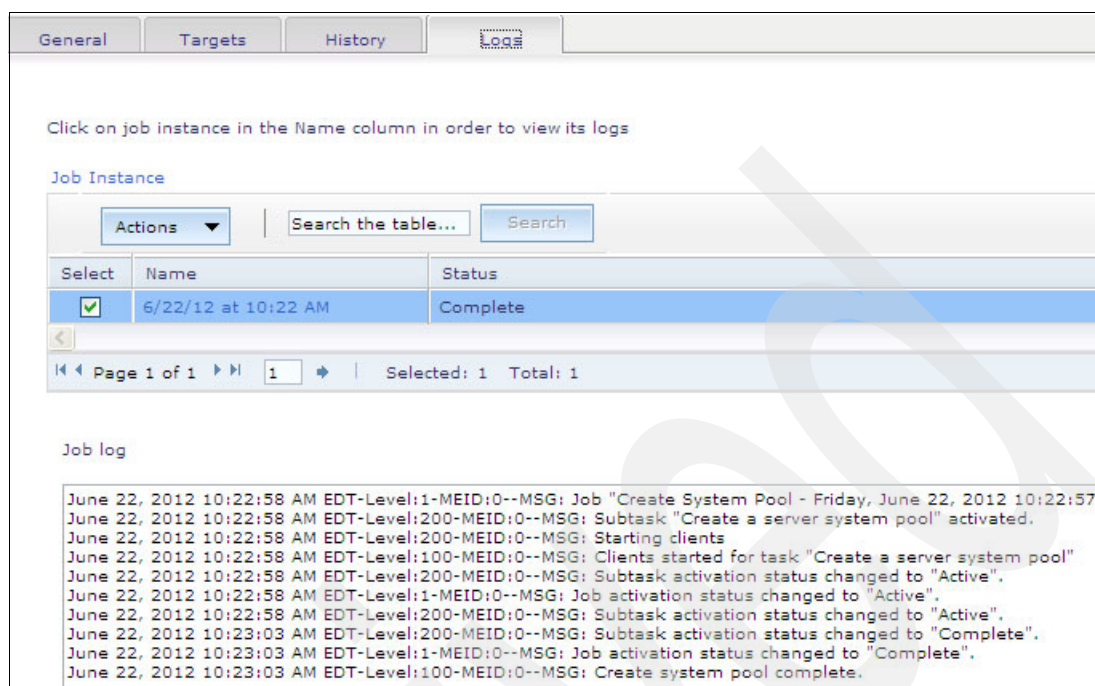 General Targets History Logs
Click on job instance in the Name column in order to view its logs
Job Instance
Actions Search the table... Search
Select Name Status
6/22/12 at 10:22 AM Complete
Page 1 of 1 1 Selected: 1 Total: 1
Job log
June 22, 2012 10:22:58 AM EDT-Level:1-MEID:0--MSG: Job "Create System Pool - Friday, June 22, 2012 10:22:57
June 22, 2012 10:22:58 AM EDT-Level:200-MEID:0--MSG: Subtask "Create a server system pool" activated.
June 22, 2012 10:22:58 AM EDT-Level:200-MEID:0--MSG: Starting clients
June 22, 2012 10:22:58 AM EDT-Level:100-MEID:0--MSG: Clients started for task "Create a server system pool"
June 22, 2012 10:22:58 AM EDT-Level:200-MEID:0--MSG: Subtask activation status changed to "Active".
June 22, 2012 10:22:58 AM EDT-Level:1-MEID:0--MSG: Job activation status changed to "Active".
June 22, 2012 10:22:58 AM EDT-Level:200-MEID:0--MSG: Subtask activation status changed to "Active".
June 22, 2012 10:23:03 AM EDT-Level:200-MEID:0--MSG: Subtask activation status changed to "Complete".
June 22, 2012 10:23:03 AM EDT-Level:1-MEID:0--MSG: Job activation status changed to "Complete".
June 22, 2012 10:23:03 AM EDT-Level:100-MEID:0--MSG: Create system pool complete.